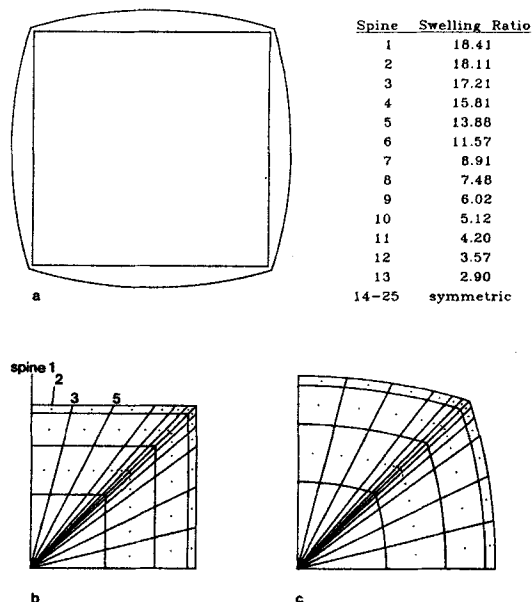 Spine Swelling Ratio
1 18.41
2 18.11
3 17.21
4 15.81
5 13.88
6 11.57
7 8.91
8 7.48
9 6.02
10 5.12
11 4.20
12 3.57
13 2.90
14-25 symmetric
a
spine 1
2
3
5
b
c